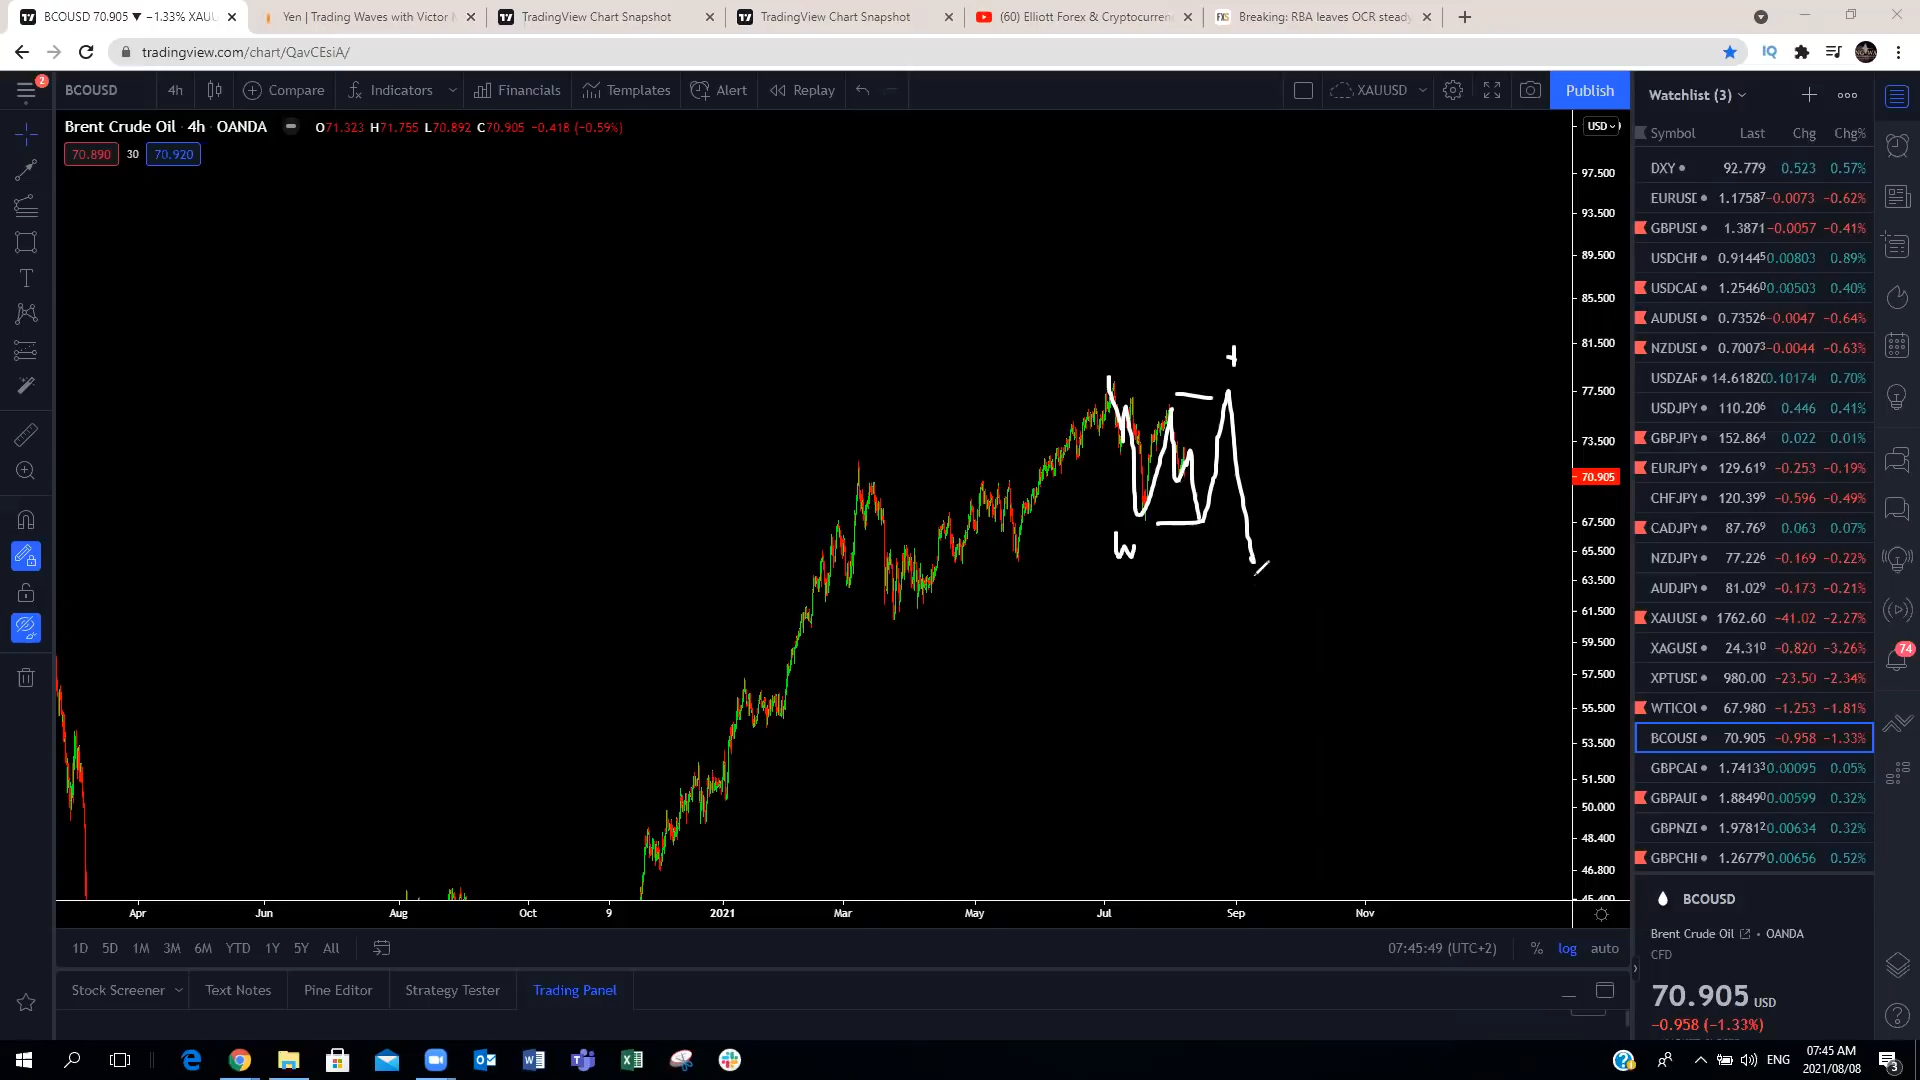 BCOUSD 70.905 ▼ −1.33% XAU
Yen | Trading Waves with Victor
TradingView Chart Snapshot
TradingView Chart Snapshot
(60) Elliott Forex & Cryptocurren
Breaking: RBA leaves OCR steady
tradingview.com/chart/QavCEsiA/
2
BCOUSD
4h
Compare
Indicators
Financials
Templates
Alert
Replay
XAUUSD
Publish
Watchlist (3)
Brent Crude Oil · 4h · OANDA
O71.323 H71.755 L70.892 C70.905 −0.418 (−0.59%)
70.890 30 70.920
USD
97.500
93.500
89.500
85.500
81.500
77.500
73.500
70.905
67.500
65.500
63.500
61.500
59.500
57.500
55.500
53.500
51.500
50.000
48.400
46.800
45.400
W
Apr Jun Aug Oct 9 2021 Mar May Jul Sep Nov
1D 5D 1M 3M 6M YTD 1Y 5Y All
07:45:49 (UTC+2)
% log auto
Stock Screener Text Notes Pine Editor Strategy Tester Trading Panel
Symbol Last Chg Chg%
DXY 92.779 0.523 0.57%
EURUSD 1.17587 −0.0073 −0.62%
GBPUSD 1.3871 −0.0057 −0.41%
USDCHF 0.91445 0.00803 0.89%
USDCAD 1.25460 0.00503 0.40%
AUDUSD 0.73526 −0.0047 −0.64%
NZDUSD 0.70073 −0.0044 −0.63%
USDZAR 14.61820 0.10174 0.70%
USDJPY 110.206 0.446 0.41%
GBPJPY 152.864 0.022 0.01%
EURJPY 129.619 −0.253 −0.19%
CHFJPY 120.399 −0.596 −0.49%
CADJPY 87.769 0.063 0.07%
NZDJPY 77.226 −0.169 −0.22%
AUDJPY 81.029 −0.173 −0.21%
XAUUSD 1762.60 −41.02 −2.27%
XAGUSD 24.310 −0.820 −3.26%
XPTUSD 980.00 −23.50 −2.34%
WTICOU 67.980 −1.253 −1.81%
BCOUSD 70.905 −0.958 −1.33%
GBPCAD 1.74133 0.00095 0.05%
GBPAUD 1.88490 0.00599 0.32%
GBPNZD 1.97812 0.00634 0.32%
GBPCHF 1.26779 0.00656 0.52%
74
BCOUSD
Brent Crude Oil · OANDA
CFD
70.905 USD
−0.958 (−1.33%)
ENG
07:45 AM
2021/08/08
3